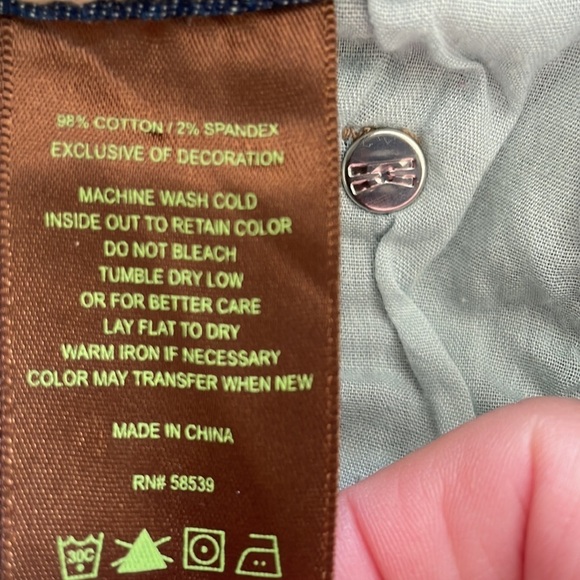 98% COTTON / 2% SPANDEX
EXCLUSIVE OF DECORATION
MACHINE WASH COLD
INSIDE OUT TO RETAIN COLOR
DO NOT BLEACH
TUMBLE DRY LOW
OR FOR BETTER CARE
LAY FLAT TO DRY
WARM IRON IF NECESSARY
COLOR MAY TRANSFER WHEN NEW
MADE IN CHINA
RN# 58539
30C